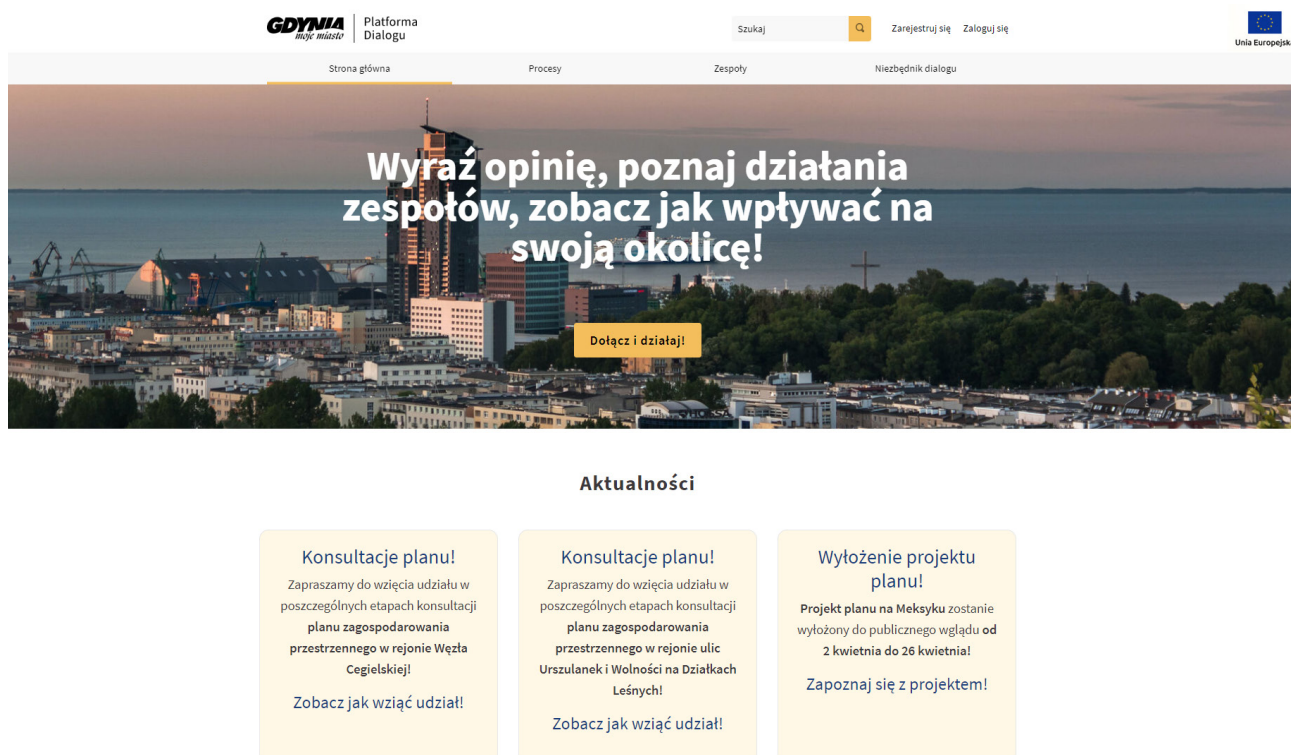 GDYNIA
moje miasto
Platforma
Dialogu
Szukaj
Zarejestruj się
Zaloguj się
Unia Europejska
Strona główna
Procesy
Zespoły
Niezbędnik dialogu
Wyraź opinię, poznaj działania
zespołów, zobacz jak wpływać na
swoją okolicę!
Dołącz i działaj!
Aktualności
Konsultacje planu!
Zapraszamy do wzięcia udziału w
poszczególnych etapach konsultacji
planu zagospodarowania
przestrzennego w rejonie Węzła
Cegielskiej!
Zobacz jak wziąć udział!
Konsultacje planu!
Zapraszamy do wzięcia udziału w
poszczególnych etapach konsultacji
planu zagospodarowania
przestrzennego w rejonie ulic
Urszulanek i Wolności na Działkach
Leśnych!
Zobacz jak wziąć udział!
Wyłożenie projektu
planu!
Projekt planu na Meksyku zostanie
wyłożony do publicznego wglądu od
2 kwietnia do 26 kwietnia!
Zapoznaj się z projektem!